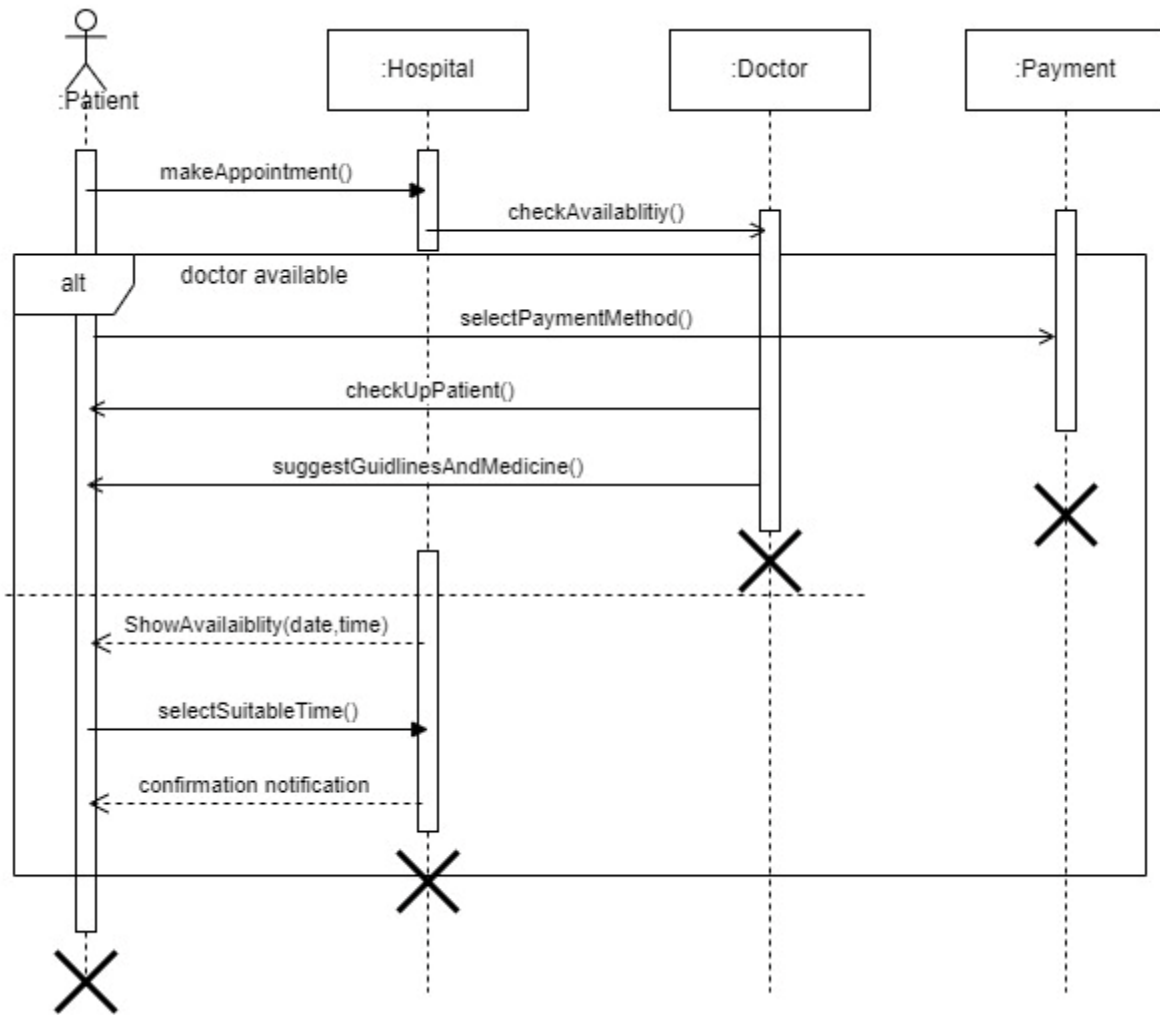 :Patient
:Hospital
:Doctor
:Payment
makeAppointment()
checkAvailablitiy()
alt
doctor available
selectPaymentMethod()
checkUpPatient()
suggestGuidlinesAndMedicine()
ShowAvailaiblity(date,time)
selectSuitableTime()
confirmation notification